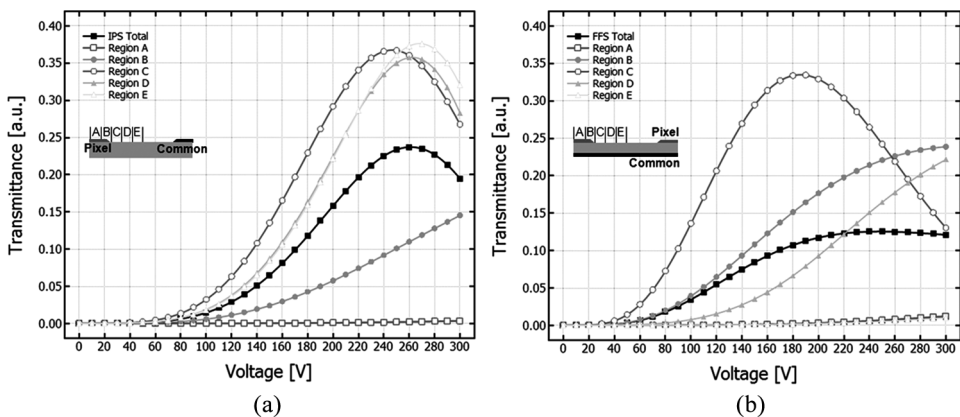 (a)
0.40
0.35
0.30
0.25
0.20
0.15
0.10
0.05
0.00
Transmittance [a.u.]
IPS Total
Region A
Region B
Region C
Region D
Region E
A|B|C|D|E|
Pixel
Common
0 20 40 60 80 100 120 140 160 180 200 220 240 260 280 300
Voltage [V]
(a)
(b)
0.40
0.35
0.30
0.25
0.20
0.15
0.10
0.05
0.00
Transmittance [a.u.]
FFS Total
Region A
Region B
Region C
Region D
Region E
A|B|C|D|E|
Pixel
Common
0 20 40 60 80 100 120 140 160 180 200 220 240 260 280 300
Voltage [V]
(b)